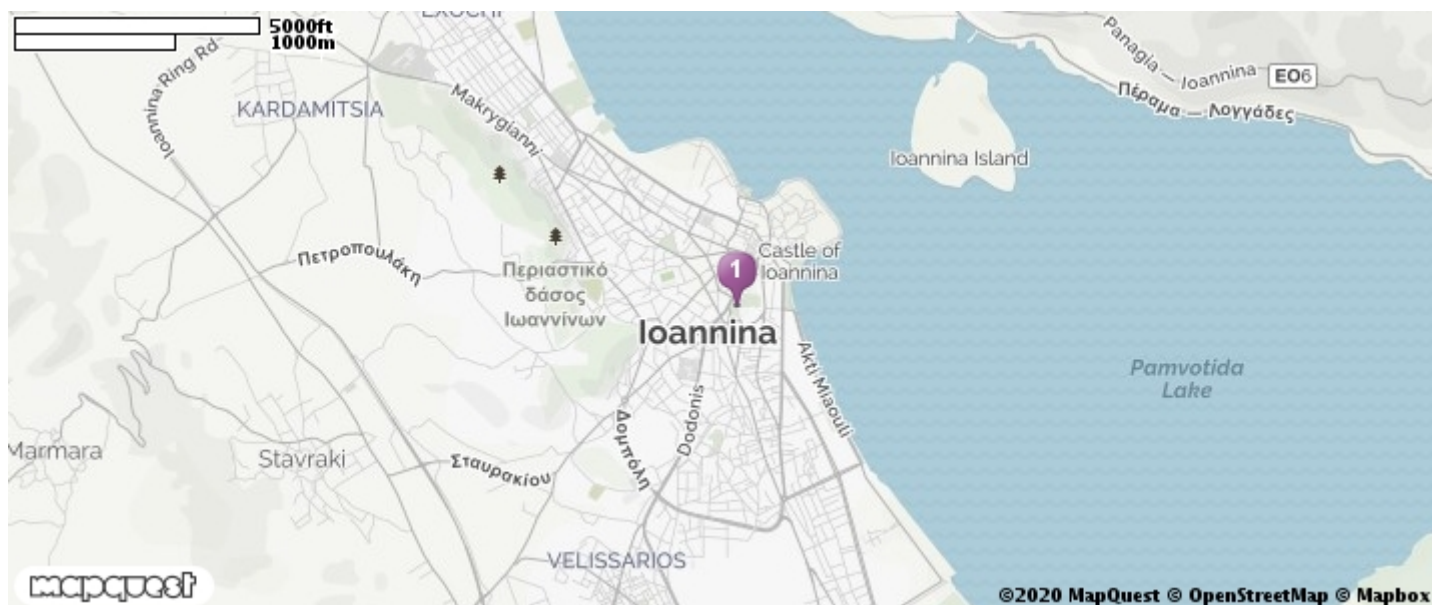 EXOCHI
5000ft
1000m
Ioannina Ring Rd
KARDAMITSIA
Makrygianni
Panagia — Ioannina
EO6
Πέραμα — Λογγάδες
Ioannina Island
Πετροπουλάκη
Περιαστικό
δάσος
Ιωαννίνων
1
Castle of
Ioannina
Ioannina
Akti Miaouli
Pamvotida
Lake
Dodonis
Δομπόλη
Marmara
Stavraki
Σταυρακίου
VELISSARIOS
mapquest
©2020 MapQuest © OpenStreetMap © Mapbox